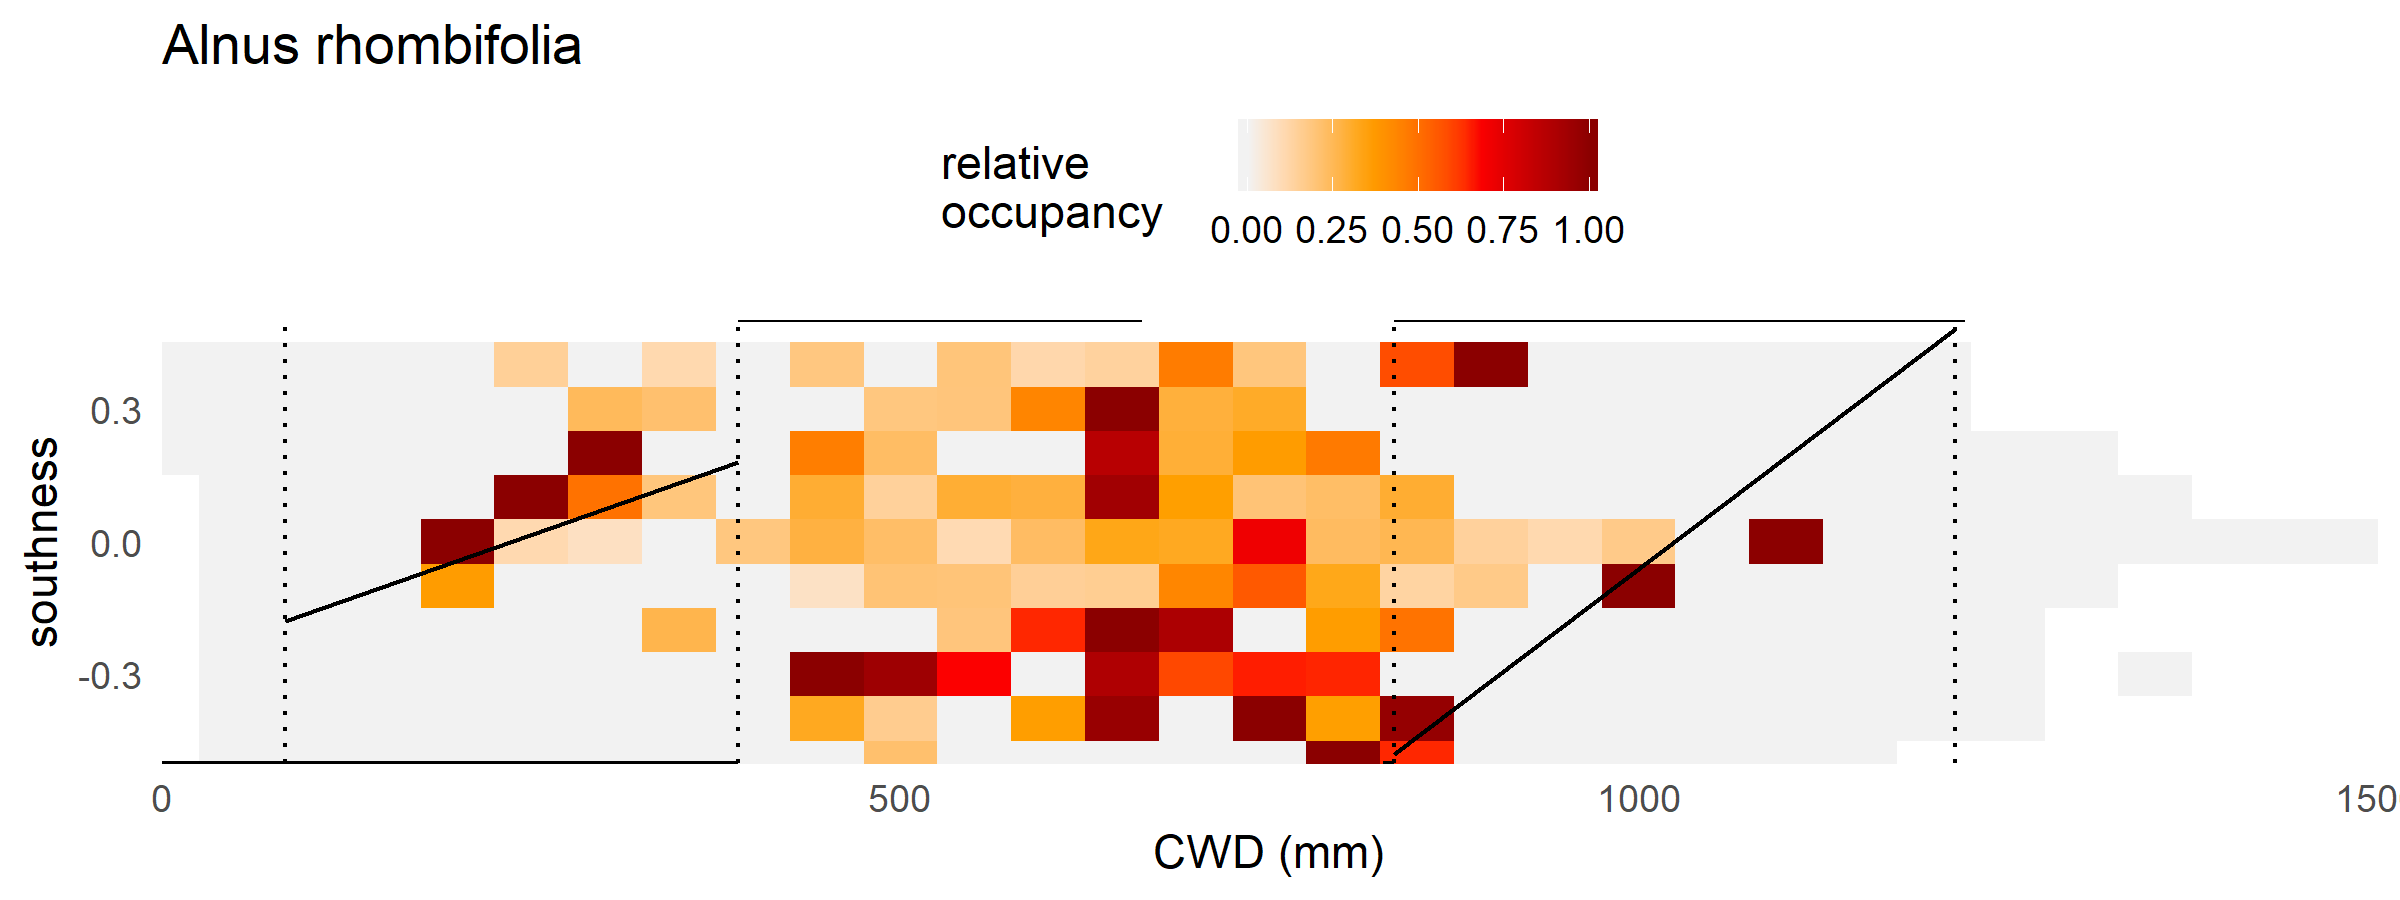 Alnus rhombifolia
relative
occupancy
0.00 0.25 0.50 0.75 1.00
0.3
0.0
-0.3
southness
0 500 1000 150
CWD (mm)